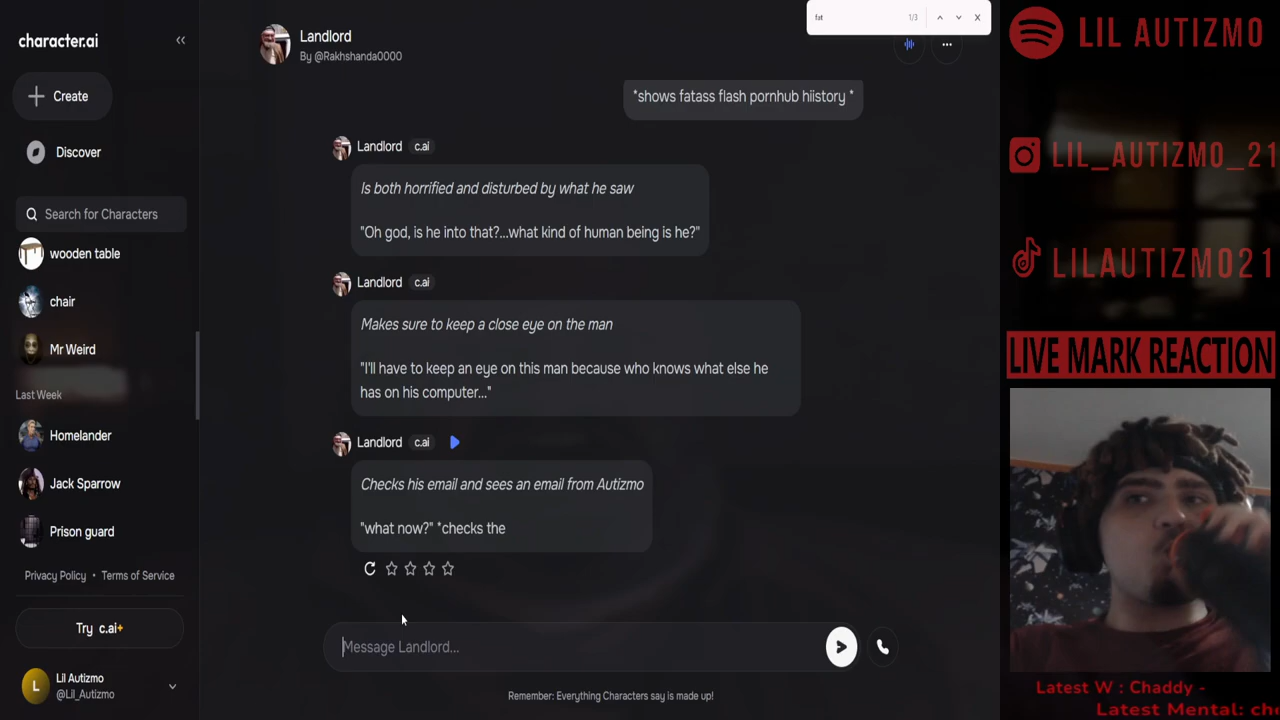 character.ai
Create
Discover
Search for Characters
wooden table
chair
Mr Weird
Last Week
Homelander
Jack Sparrow
Prison guard
Privacy Policy • Terms of Service
Try c.ai+
L
Lil Autizmo
@Lil_Autizmo
Landlord
By @Rakhshanda0000
fat
1/3
*shows fatass flash pornhub hiistory *
Landlord c.ai
Is both horrified and disturbed by what he saw
"Oh god, is he into that?...what kind of human being is he?"
Landlord c.ai
Makes sure to keep a close eye on the man
"I'll have to keep an eye on this man because who knows what else he
has on his computer..."
Landlord c.ai
Checks his email and sees an email from Autizmo
"what now?" *checks the
Message Landlord...
Remember: Everything Characters say is made up!
LIL AUTIZMO
LIL_AUTIZMO_21
LILAUTIZMO21
LIVE MARK REACTION
Latest W : Chaddy -
Latest Mental: che